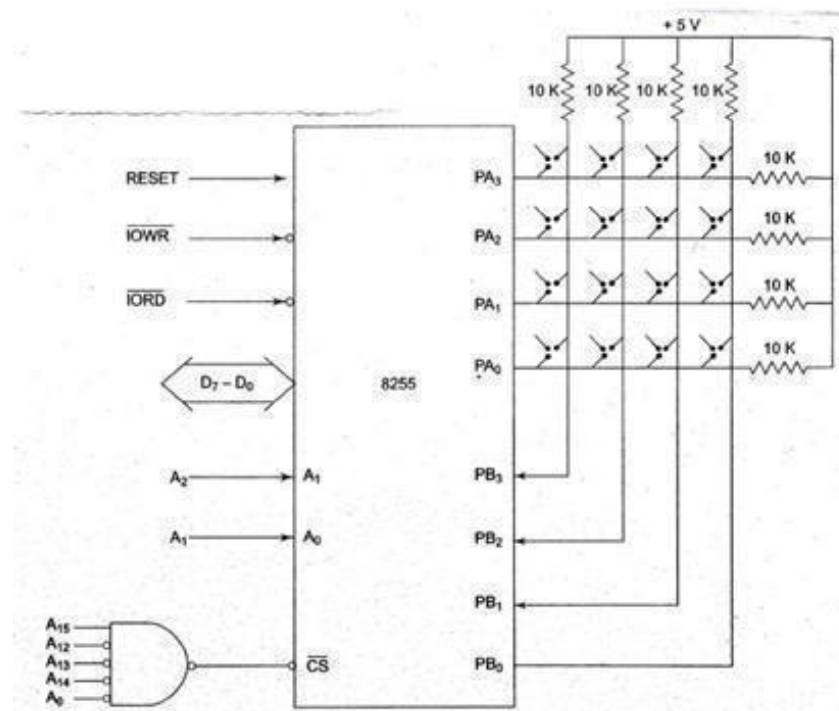 + 5 V
10 K
10 K
10 K
10 K
RESET
PA3
10 K
IOWR
PA2
10 K
IORD
PA1
10 K
D7 – D0
8255
PA0
10 K
A2
A1
PB3
A1
A0
PB2
PB1
A15
A12
A13
A14
A0
CS
PB0